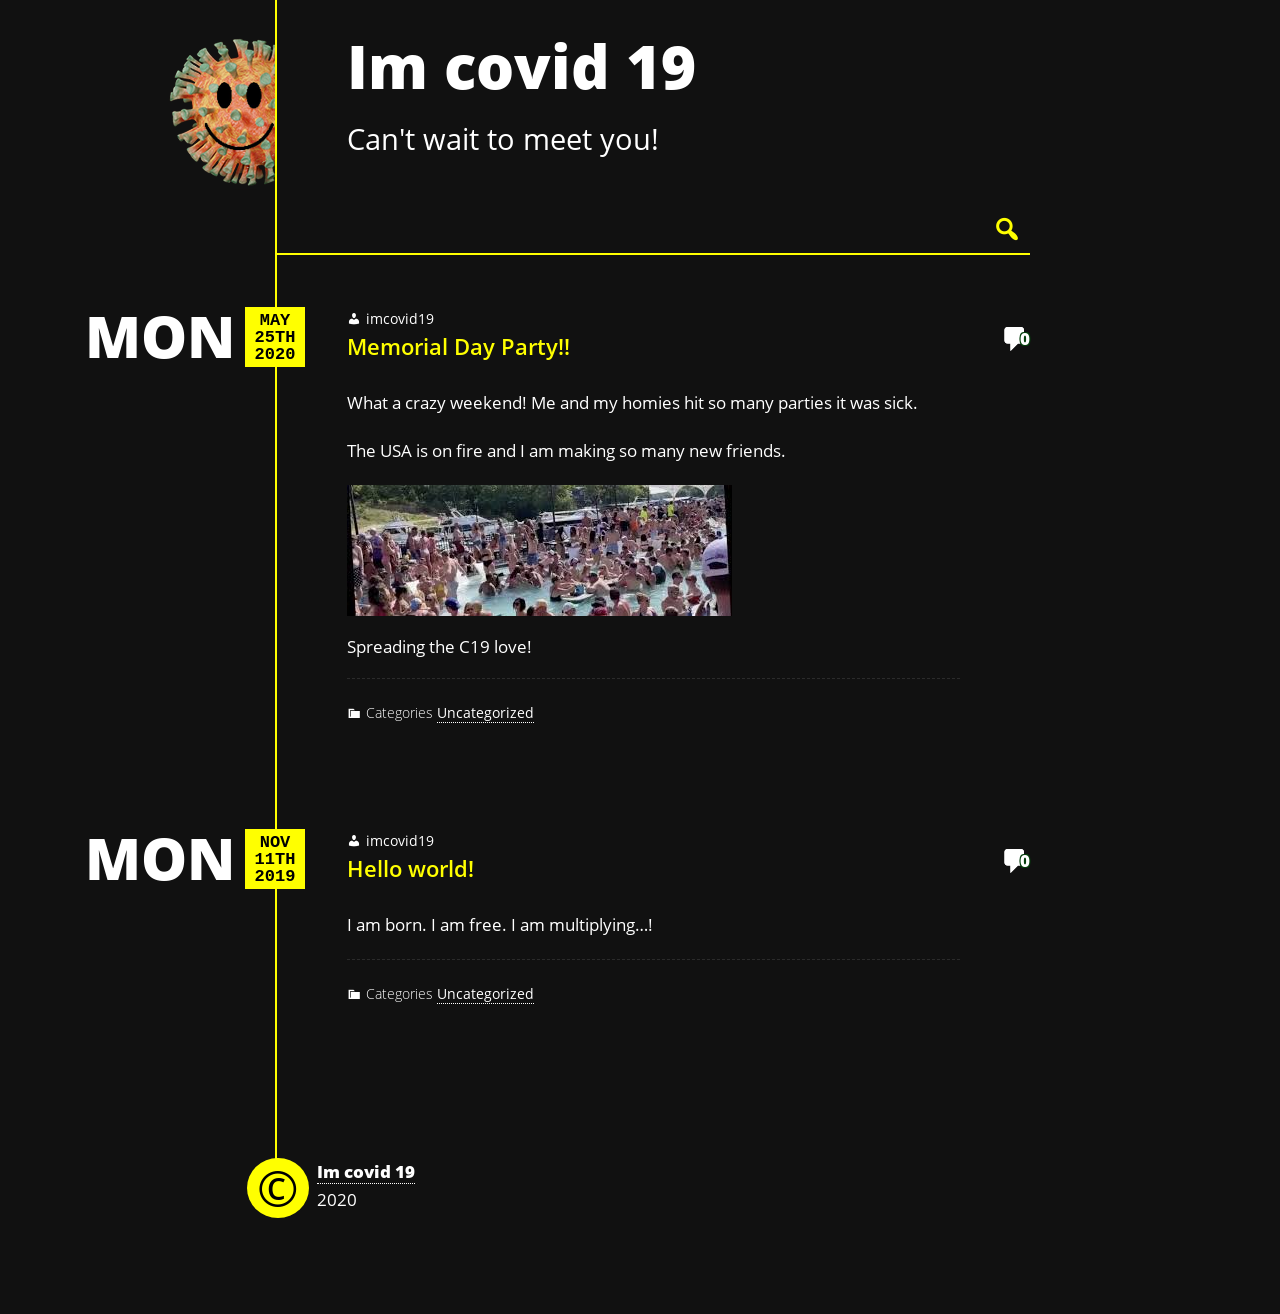 Im covid 19
Can't wait to meet you!
MON
MAY
25TH
2020
imcovid19
Memorial Day Party!!
0
What a crazy weekend! Me and my homies hit so many parties it was sick.
The USA is on fire and I am making so many new friends.
Spreading the C19 love!
Categories Uncategorized
MON
NOV
11TH
2019
imcovid19
Hello world!
0
I am born. I am free. I am multiplying…!
Categories Uncategorized
©
Im covid 19
2020